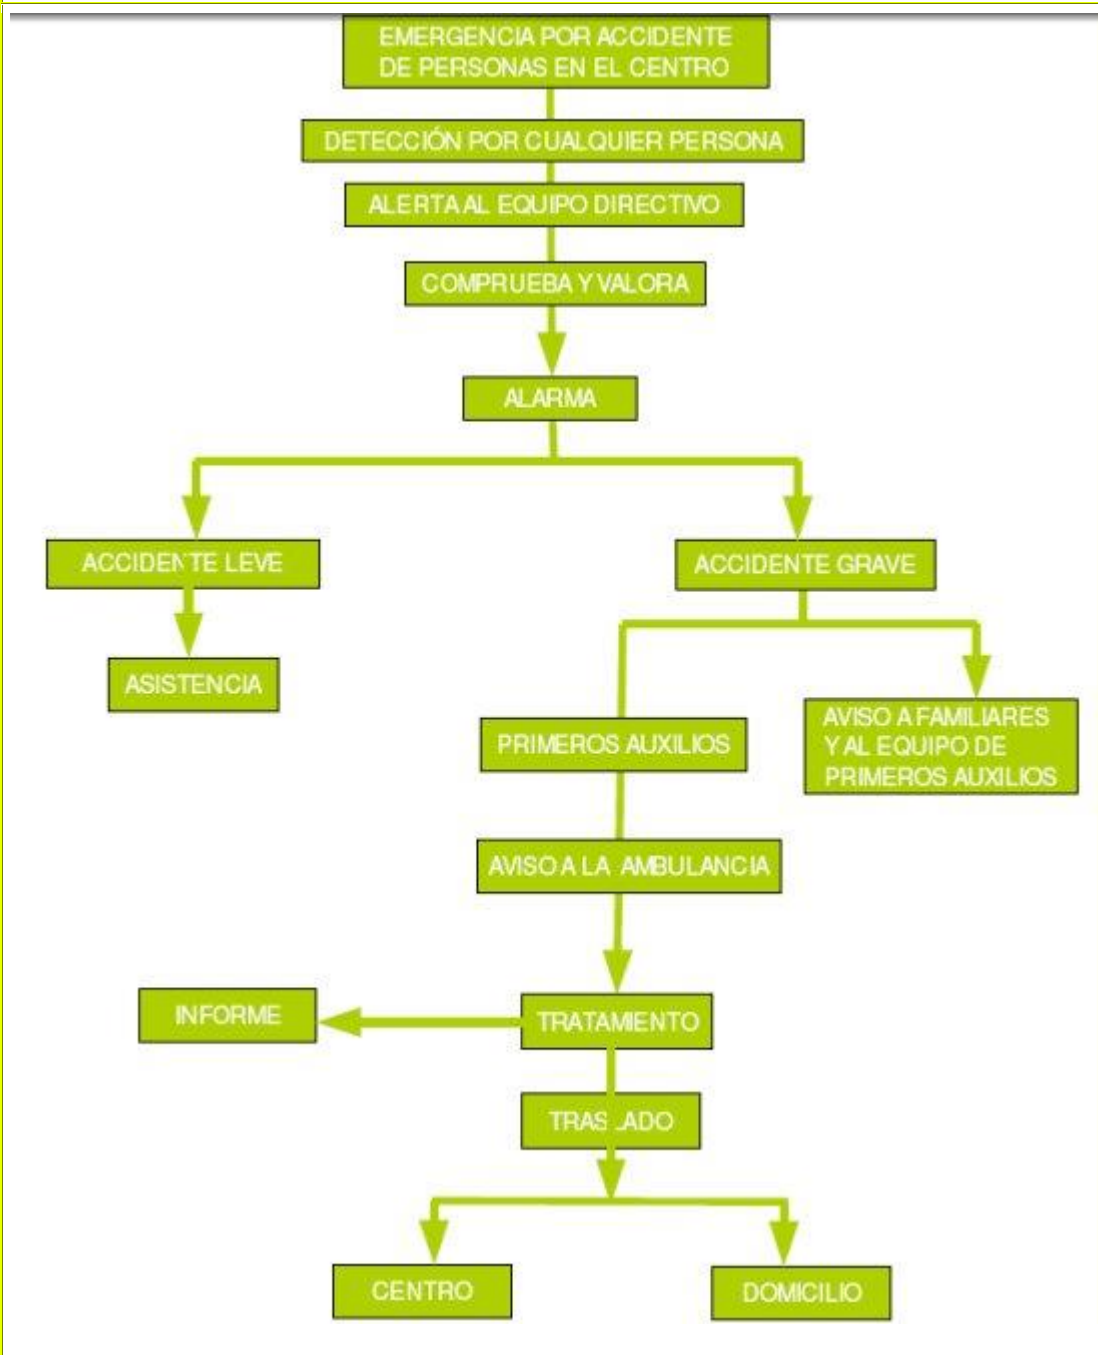 EMERGENCIA POR ACCIDENTE
DE PERSONAS EN EL CENTRO
DETECCIÓN POR CUALQUIER PERSONA
ALERTA AL EQUIPO DIRECTIVO
COMPRUEBA Y VALORA
ALARMA
ACCIDENTE LEVE
ACCIDENTE GRAVE
ASISTENCIA
PRIMEROS AUXILIOS
AVISO A FAMILIARES
Y AL EQUIPO DE
PRIMEROS AUXILIOS
AVISO A LA AMBULANCIA
INFORME
TRATAMIENTO
TRASLADO
CENTRO
DOMICILIO